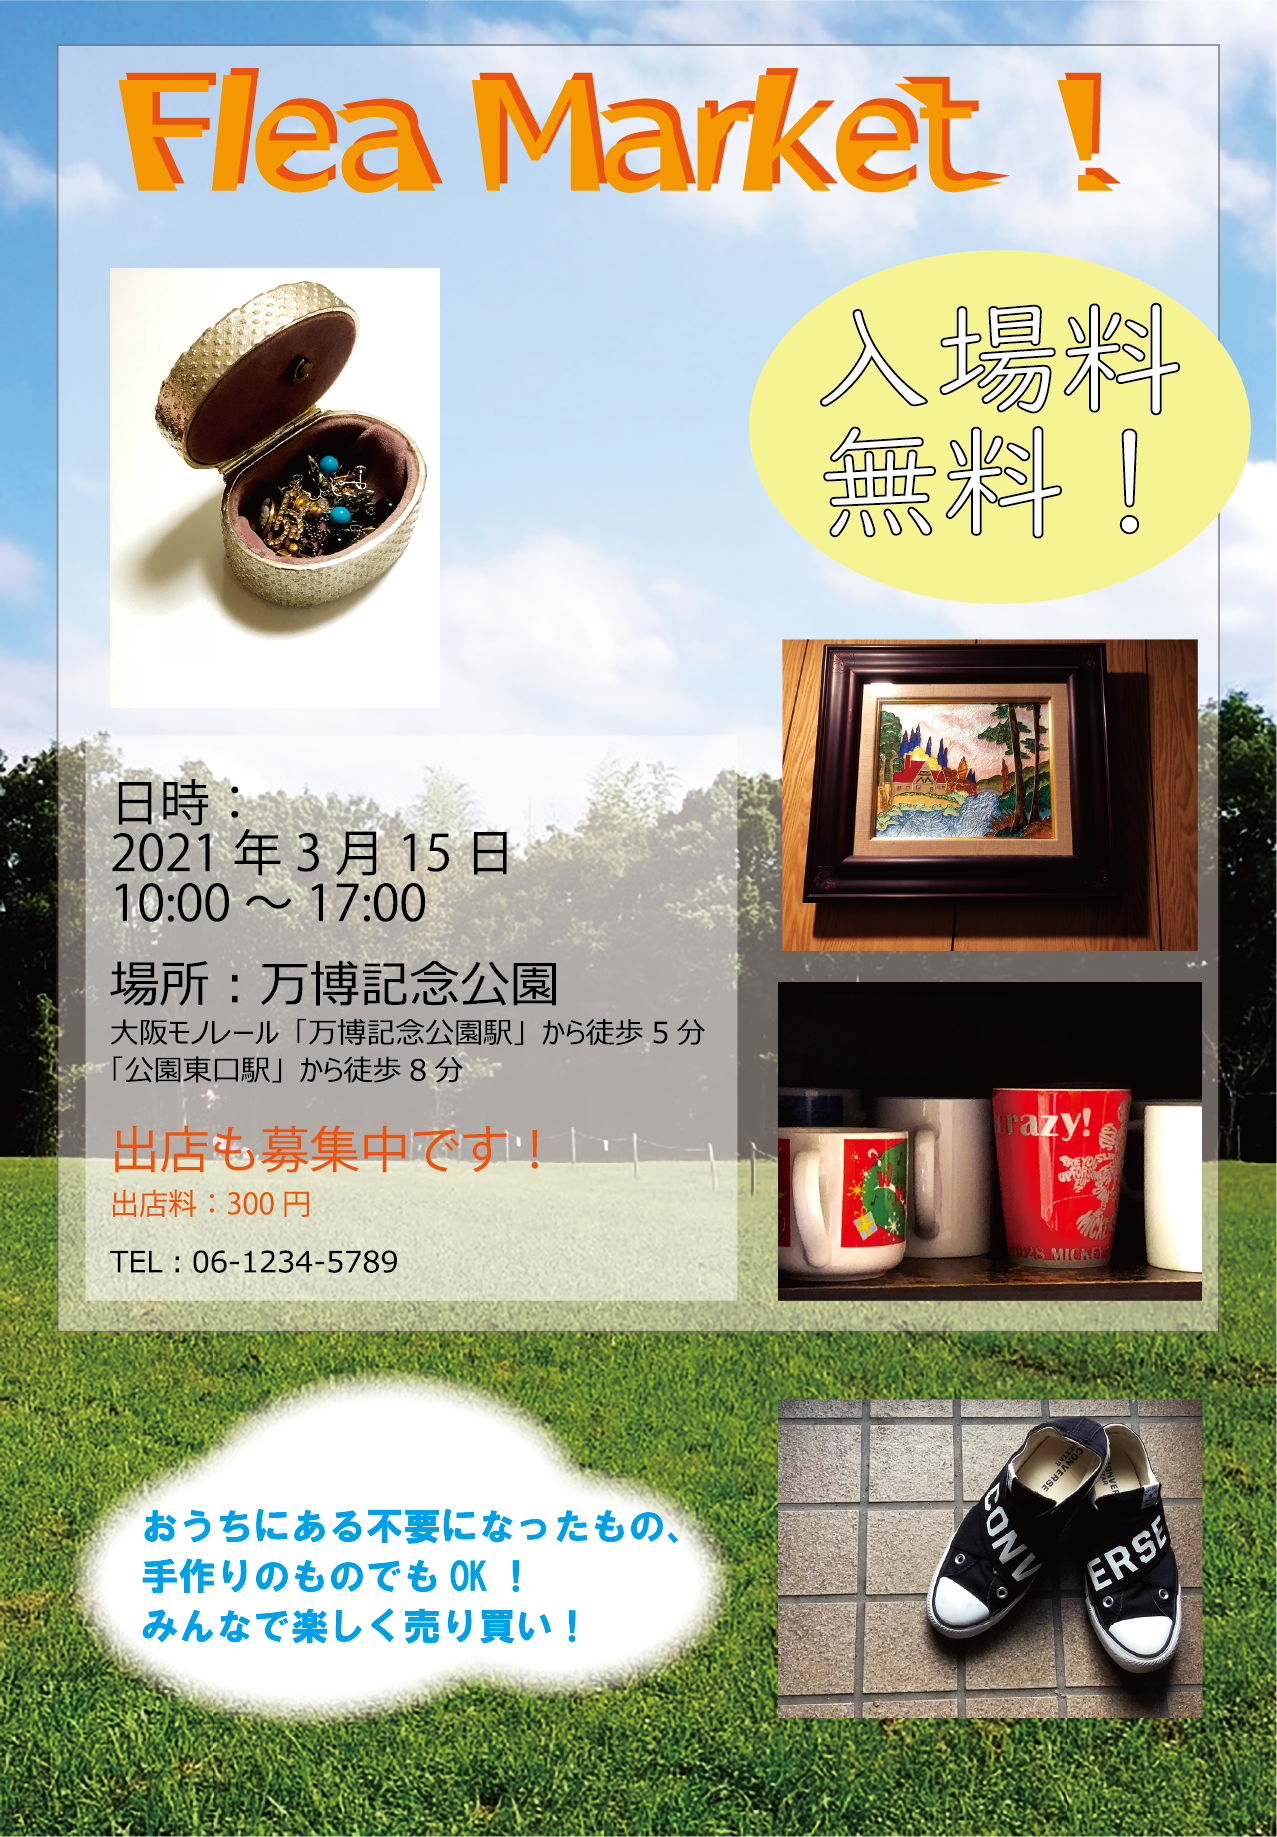 Flea Market！
入場料
無料！
日時：
2021 年 3 月 15 日
10:00 ～ 17:00
場所：万博記念公園
大阪モノレール「万博記念公園駅」から徒歩 5 分
「公園東口駅」から徒歩 8 分
出店も募集中です！
出店料：300 円
TEL：06-1234-5789
razy!
MICKEY
CONVERSE
CONV
ERSE
おうちにある不要になったもの、
手作りのものでも OK ！
みんなで楽しく売り買い！